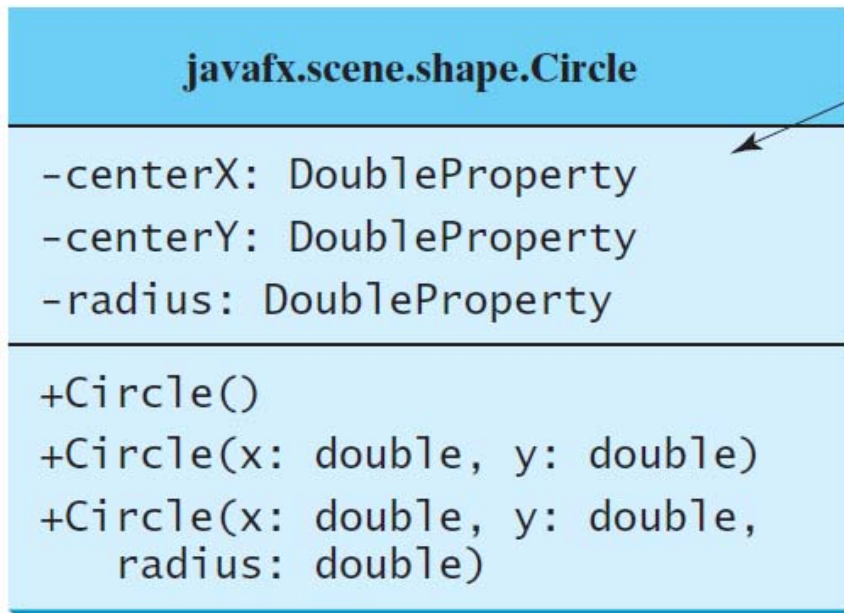 javafx.scene.shape.Circle
-centerX: DoubleProperty
-centerY: DoubleProperty
-radius: DoubleProperty
+Circle()
+Circle(x: double, y: double)
+Circle(x: double, y: double,
radius: double)